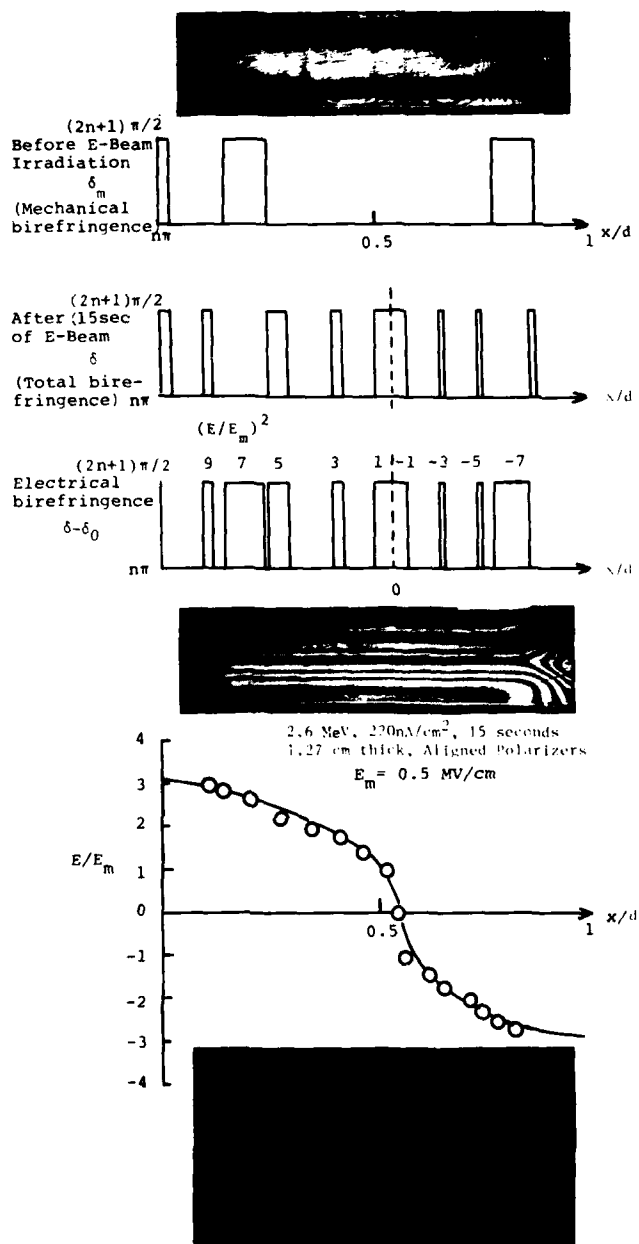 (2n+1)π/2
Before E-Beam
Irradiation
δm
(Mechanical
birefringence)
nπ
0.5
1
x/d
(2n+1)π/2
After (15sec
of E-Beam
δ
(Total bire-
fringence)
nπ
x/d
(E/Em)²
(2n+1)π/2
9 7 5 3 1 -1 -3 -5 -7
Electrical
birefringence
δ-δ0
nπ
0
x/d
2.6 MeV, 220nA/cm², 15 seconds
1.27 cm thick, Aligned Polarizers
Em= 0.5 MV/cm
4
3
2
E/Em
1
0
0.5
1
x/d
-1
-2
-3
-4